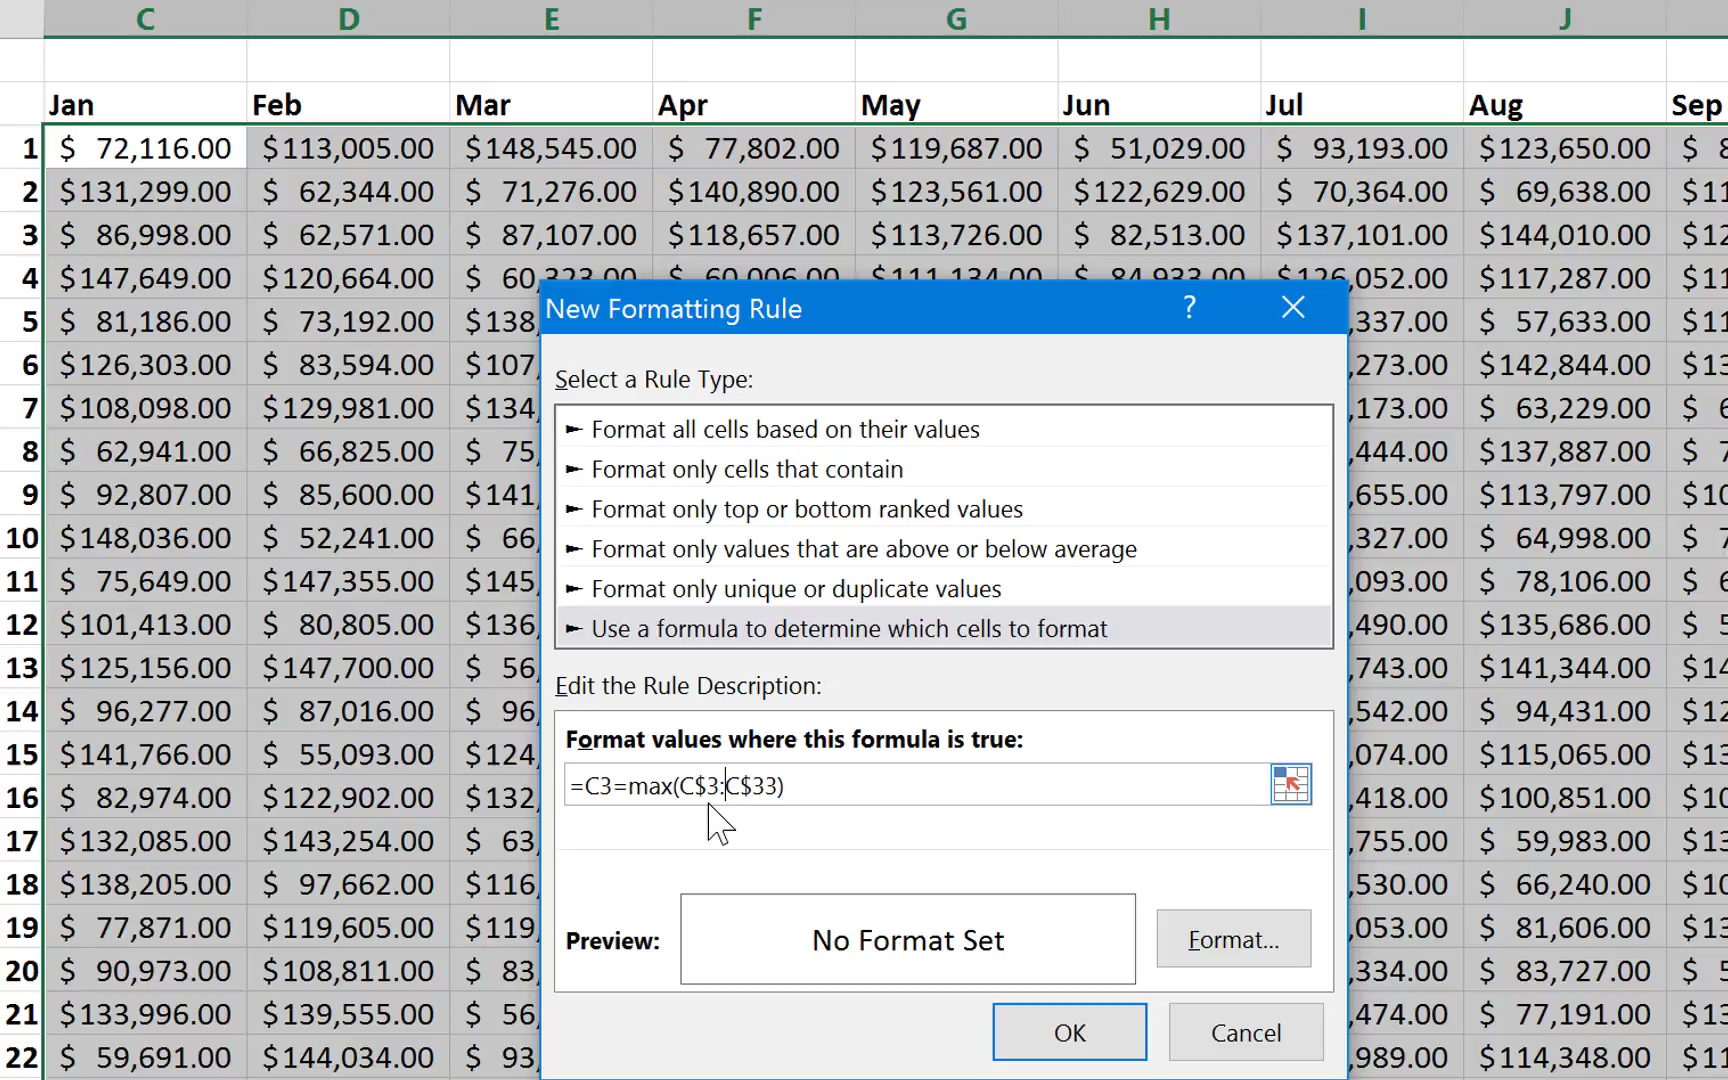 C D E F G H I J
Jan Feb Mar Apr May Jun Jul Aug Sep
1 $ 72,116.00 $113,005.00 $148,545.00 $ 77,802.00 $119,687.00 $ 51,029.00 $ 93,193.00 $123,650.00 $ 8
2 $131,299.00 $ 62,344.00 $ 71,276.00 $140,890.00 $123,561.00 $122,629.00 $ 70,364.00 $ 69,638.00 $11
3 $ 86,998.00 $ 62,571.00 $ 87,107.00 $118,657.00 $113,726.00 $ 82,513.00 $137,101.00 $144,010.00 $12
4 $147,649.00 $120,664.00 $ 60,323.00 $ 60,006.00 $111,134.00 $ 84,933.00 $126,052.00 $117,287.00 $11
5 $ 81,186.00 $ 73,192.00 $138, ,337.00 $ 57,633.00 $11
6 $126,303.00 $ 83,594.00 $107, ,273.00 $142,844.00 $13
7 $108,098.00 $129,981.00 $134, ,173.00 $ 63,229.00 $ 6
8 $ 62,941.00 $ 66,825.00 $ 75, ,444.00 $137,887.00 $ 7
9 $ 92,807.00 $ 85,600.00 $141, ,655.00 $113,797.00 $10
10 $148,036.00 $ 52,241.00 $ 66, ,327.00 $ 64,998.00 $ 7
11 $ 75,649.00 $147,355.00 $145, ,093.00 $ 78,106.00 $ 6
12 $101,413.00 $ 80,805.00 $136, ,490.00 $135,686.00 $ 5
13 $125,156.00 $147,700.00 $ 56, ,743.00 $141,344.00 $14
14 $ 96,277.00 $ 87,016.00 $ 96, ,542.00 $ 94,431.00 $12
15 $141,766.00 $ 55,093.00 $124, ,074.00 $115,065.00 $13
16 $ 82,974.00 $122,902.00 $132, ,418.00 $100,851.00 $10
17 $132,085.00 $143,254.00 $ 63, ,755.00 $ 59,983.00 $13
18 $138,205.00 $ 97,662.00 $116, ,530.00 $ 66,240.00 $10
19 $ 77,871.00 $119,605.00 $119, ,053.00 $ 81,606.00 $13
20 $ 90,973.00 $108,811.00 $ 83, ,334.00 $ 83,727.00 $ 5
21 $133,996.00 $139,555.00 $ 56, ,474.00 $ 77,191.00 $13
22 $ 59,691.00 $144,034.00 $ 93, ,989.00 $114,348.00 $11
New Formatting Rule ?
Select a Rule Type:
► Format all cells based on their values
► Format only cells that contain
► Format only top or bottom ranked values
► Format only values that are above or below average
► Format only unique or duplicate values
► Use a formula to determine which cells to format
Edit the Rule Description:
Format values where this formula is true:
=C3=max(C$3:C$33)
Preview: No Format Set Format...
OK Cancel